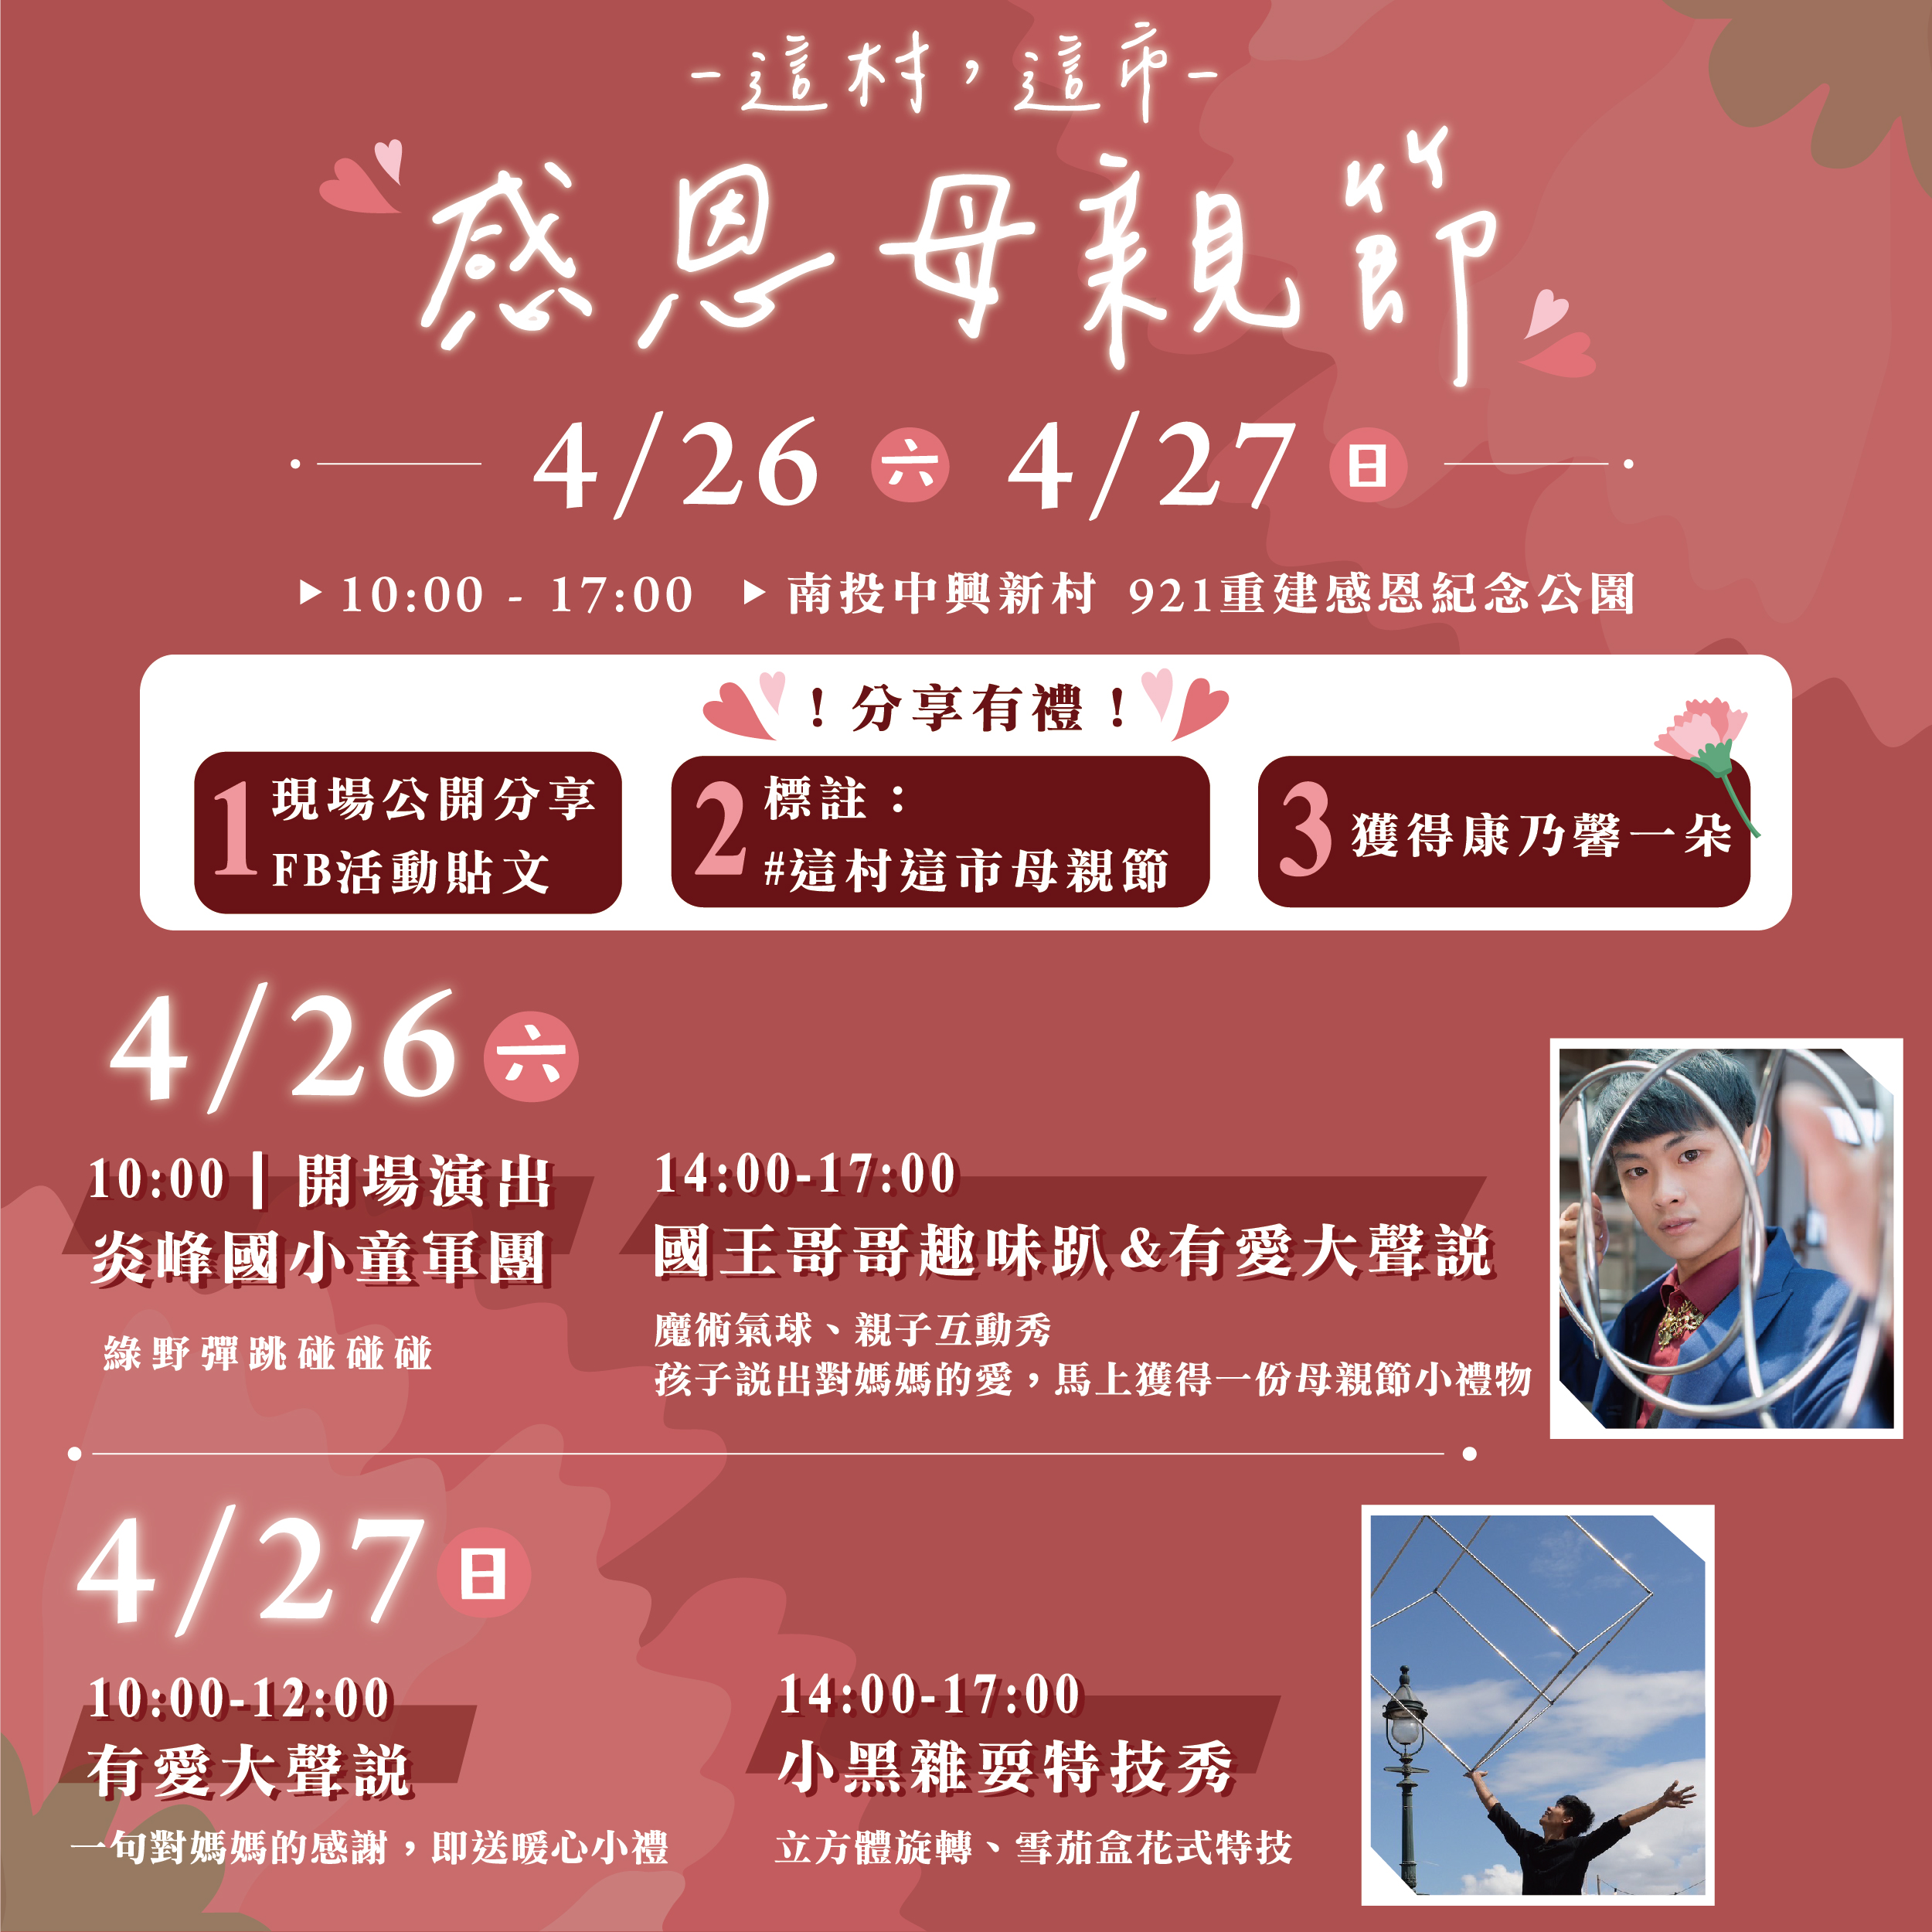 -這村，這市-
感恩母親節
4/26 六 4/27 日
10:00 - 17:00 南投中興新村 921重建感恩紀念公園
！分享有禮！
1 現場公開分享
FB活動貼文
2 標註：
#這村這市母親節
3 獲得康乃馨一朵
4/26 六
10:00｜開場演出
炎峰國小童軍團
綠野彈跳碰碰碰
14:00-17:00
國王哥哥趣味趴&有愛大聲説
魔術氣球、親子互動秀
孩子説出對媽媽的愛，馬上獲得一份母親節小禮物
4/27 日
10:00-12:00
有愛大聲説
一句對媽媽的感謝，即送暖心小禮
14:00-17:00
小黑雜耍特技秀
立方體旋轉、雪茄盒花式特技